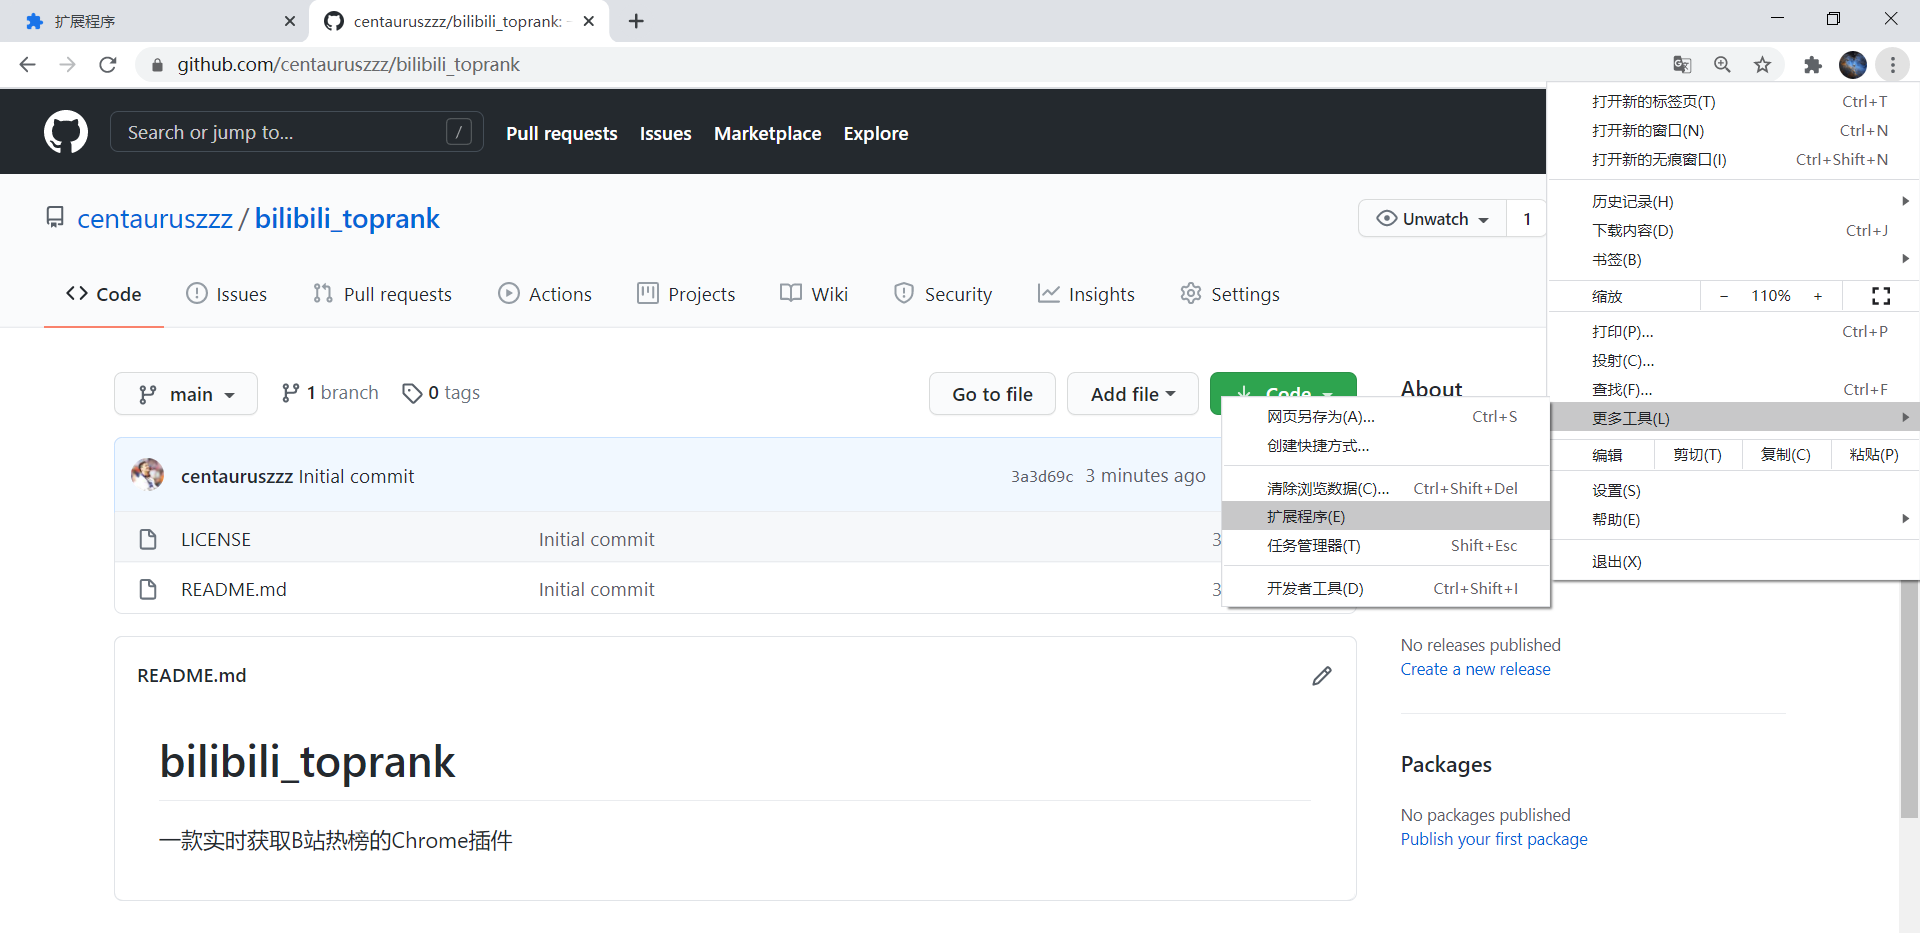 扩展程序
centauruszzz/bilibili_toprank:
github.com/centauruszzz/bilibili_toprank
Search or jump to...
/
Pull requests
Issues
Marketplace
Explore
centauruszzz / bilibili_toprank
Unwatch
1
Code
Issues
Pull requests
Actions
Projects
Wiki
Security
Insights
Settings
main
1 branch
0 tags
Go to file
Add file
Code
About
centauruszzz Initial commit
3a3d69c 3 minutes ago
LICENSE
Initial commit
3
README.md
Initial commit
3
README.md
bilibili_toprank
一款实时获取B站热榜的Chrome插件
No releases published
Create a new release
Packages
No packages published
Publish your first package
打开新的标签页(T) Ctrl+T
打开新的窗口(N) Ctrl+N
打开新的无痕窗口(I) Ctrl+Shift+N
历史记录(H)
下载内容(D) Ctrl+J
书签(B)
缩放 − 110% +
打印(P)... Ctrl+P
投射(C)...
查找(F)... Ctrl+F
更多工具(L)
编辑 剪切(T) 复制(C) 粘贴(P)
设置(S)
帮助(E)
退出(X)
网页另存为(A)... Ctrl+S
创建快捷方式...
清除浏览数据(C)... Ctrl+Shift+Del
扩展程序(E)
任务管理器(T) Shift+Esc
开发者工具(D) Ctrl+Shift+I